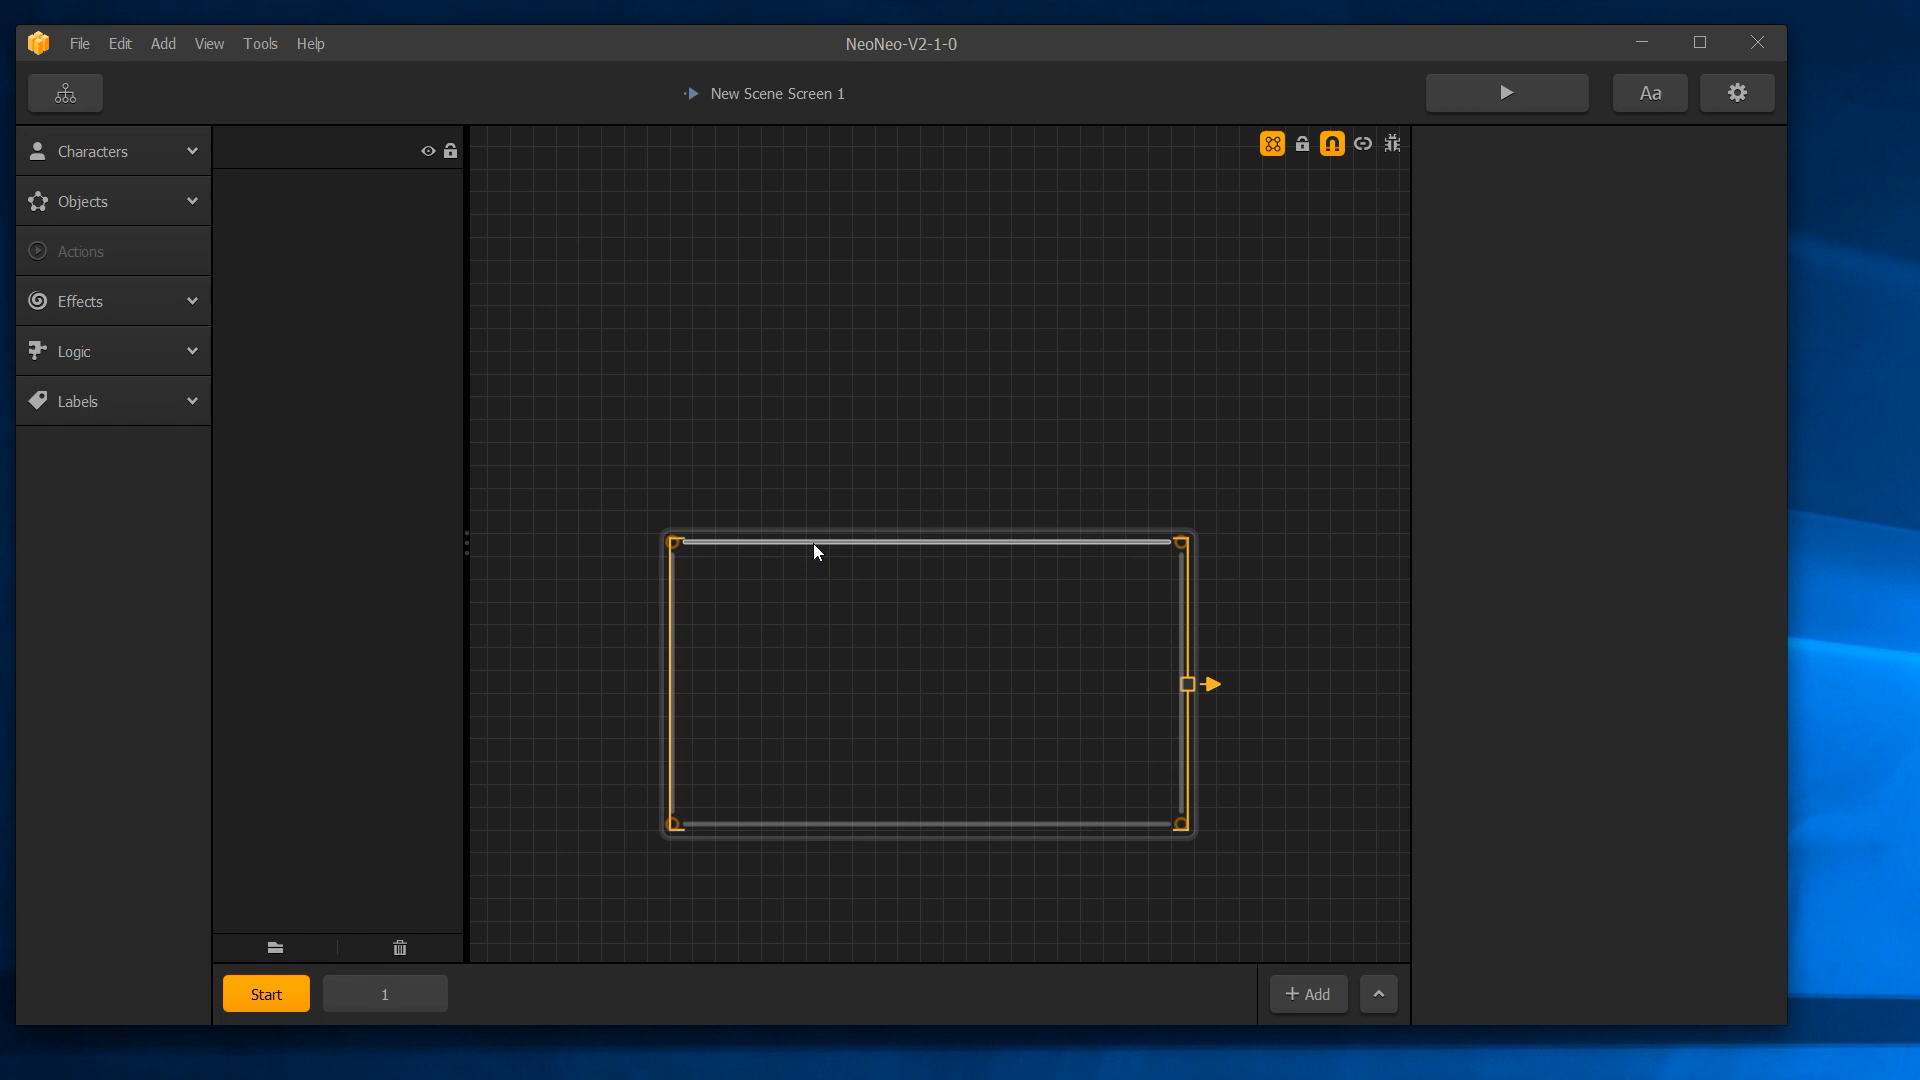 File Edit Add View Tools Help
NeoNeo-V2-1-0
New Scene Screen 1
Aa
Characters
Objects
Actions
Effects
Logic
Labels
Start
1
+ Add